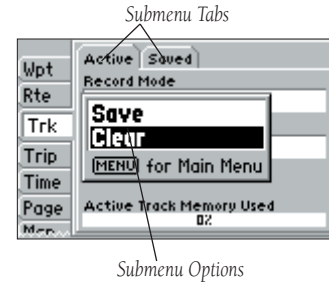 Submenu Tabs
Active Saved
Wpt
Record Mode
Rte
Trk
Save
Clear
MENU for Main Menu
Trip
Time
Page
Active Track Memory Used
0%
Submenu Options